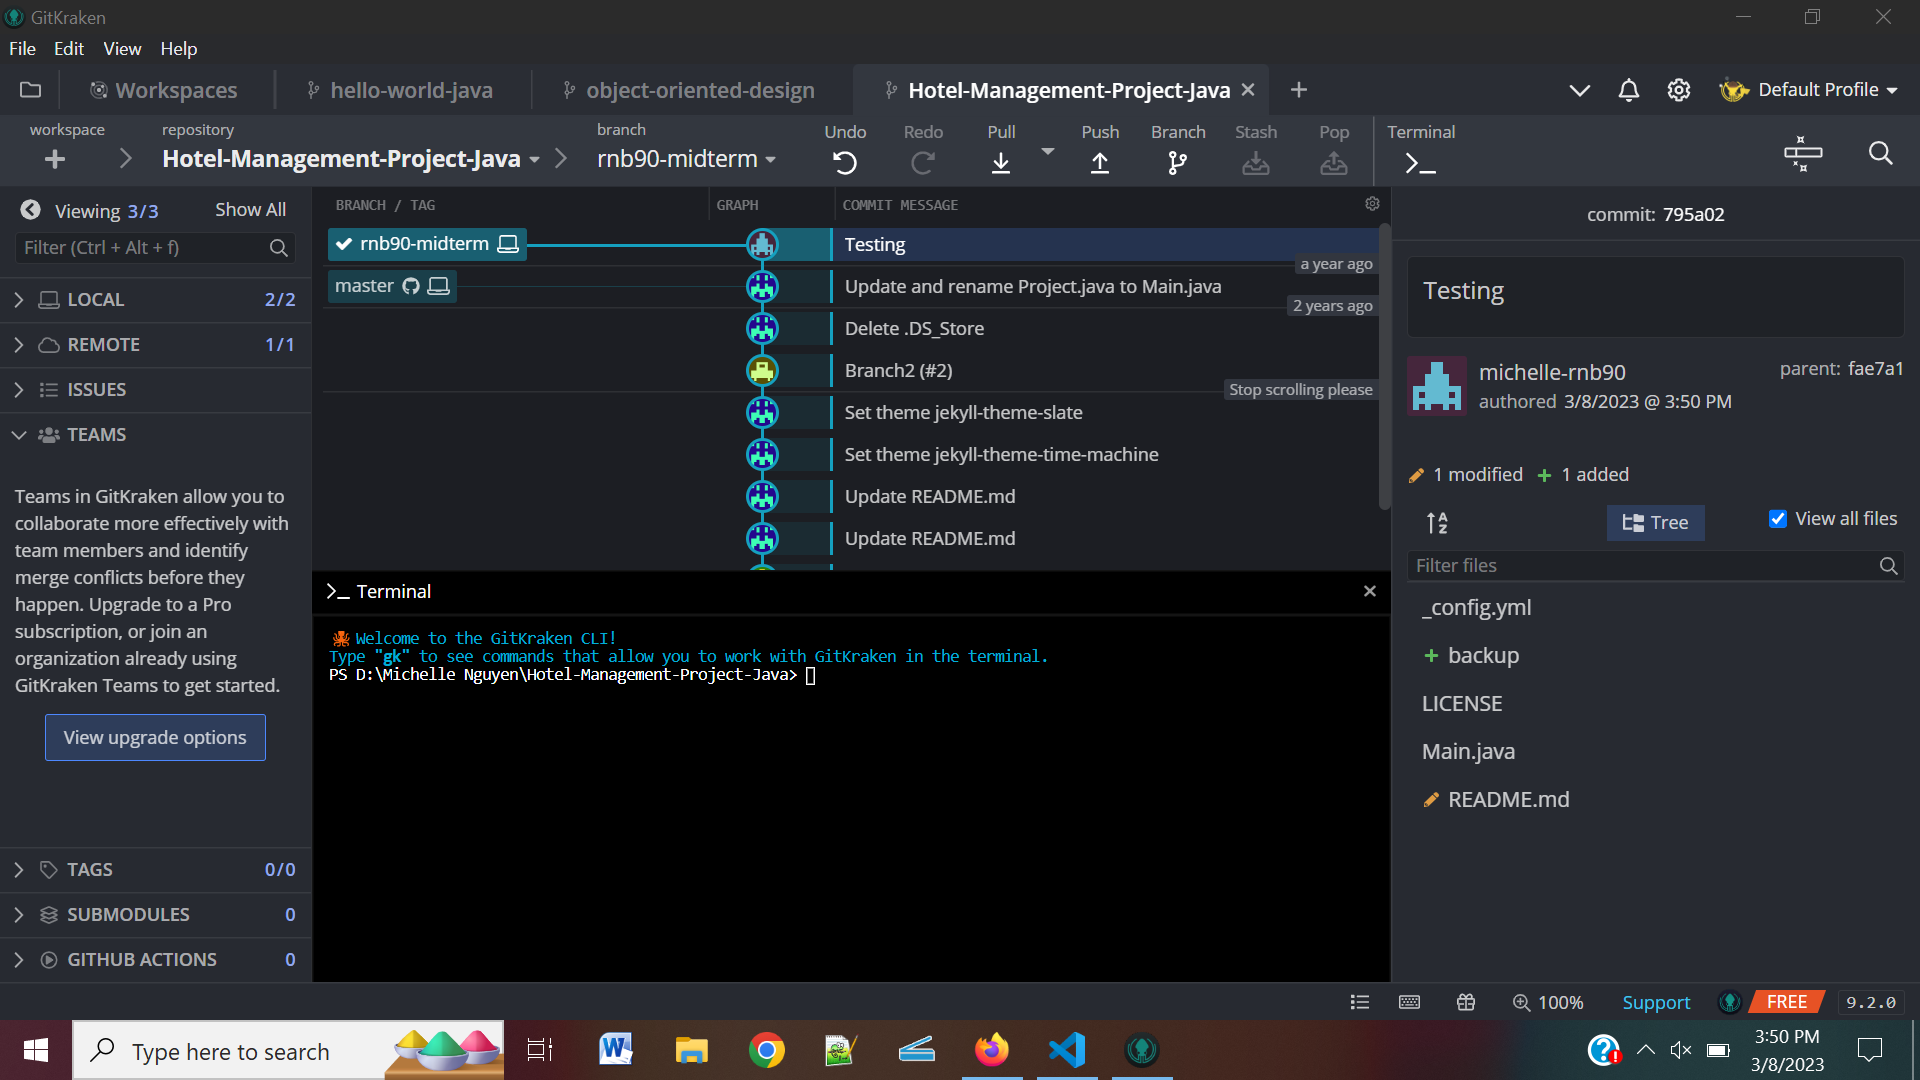 GitKraken
File Edit View Help
Workspaces hello-world-java object-oriented-design Hotel-Management-Project-Java Default Profile
workspace repository branch Undo Redo Pull Push Branch Stash Pop Terminal
Hotel-Management-Project-Java rnb90-midterm
Viewing 3/3 Show All
Filter (Ctrl + Alt + f)
LOCAL 2/2
REMOTE 1/1
ISSUES
TEAMS
Teams in GitKraken allow you to
collaborate more effectively with
team members and identify
merge conflicts before they
happen. Upgrade to a Pro
subscription, or join an
organization already using
GitKraken Teams to get started.
View upgrade options
TAGS 0/0
SUBMODULES 0
GITHUB ACTIONS 0
BRANCH / TAG GRAPH COMMIT MESSAGE
rnb90-midterm Testing
a year ago
master Update and rename Project.java to Main.java
2 years ago
Delete .DS_Store
Branch2 (#2)
Stop scrolling please
Set theme jekyll-theme-slate
Set theme jekyll-theme-time-machine
Update README.md
Update README.md
Terminal
Welcome to the GitKraken CLI!
Type "gk" to see commands that allow you to work with GitKraken in the terminal.
PS D:\Michelle Nguyen\Hotel-Management-Project-Java>
commit: 795a02
Testing
michelle-rnb90 parent: fae7a1
authored 3/8/2023 @ 3:50 PM
1 modified 1 added
Tree View all files
Filter files
_config.yml
+ backup
LICENSE
Main.java
README.md
100% Support FREE 9.2.0
Type here to search
3:50 PM
3/8/2023